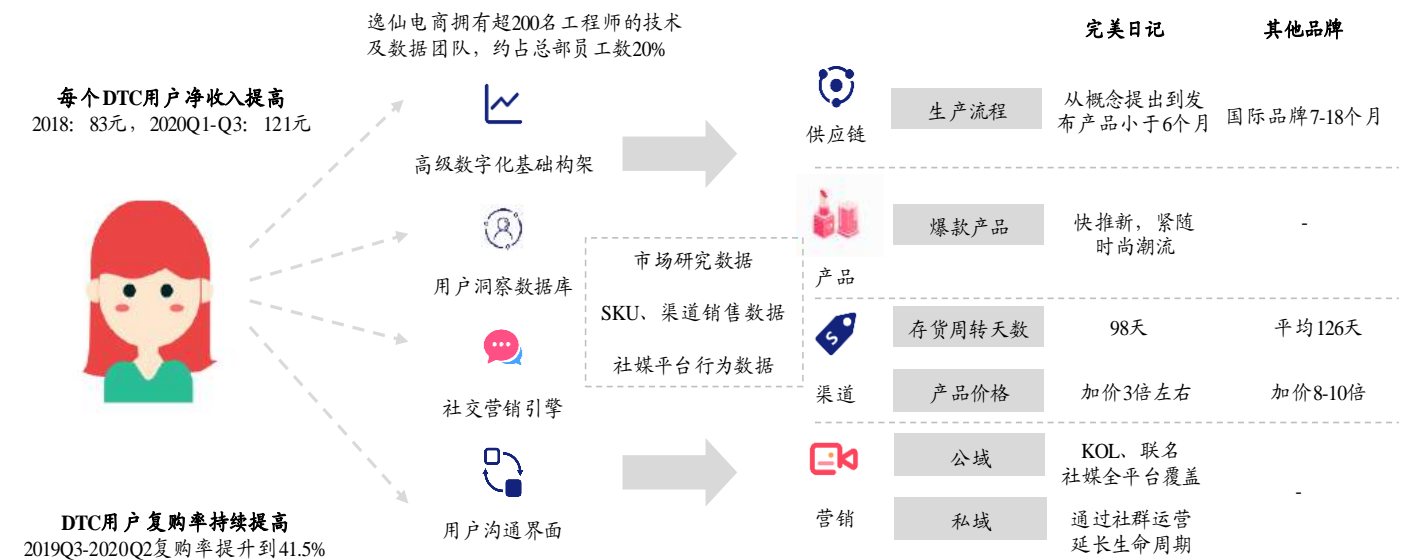 逸仙电商拥有超200名工程师的技术
及数据团队，约占总部员工数20%
每个DTC用户净收入提高
2018：83元，2020Q1-Q3：121元
DTC用户复购率持续提高
2019Q3-2020Q2复购率提升到41.5%
高级数字化基础构架
用户洞察数据库
社交营销引擎
用户沟通界面
市场研究数据
SKU、渠道销售数据
社媒平台行为数据
完美日记
其他品牌
供应链
生产流程
从概念提出到发
布产品小于6个月
国际品牌7-18个月
产品
爆款产品
快推新，紧随
时尚潮流
-
渠道
存货周转天数
98天
平均126天
产品价格
加价3倍左右
加价8-10倍
营销
公域
KOL、联名
社媒全平台覆盖
-
私域
通过社群运营
延长生命周期